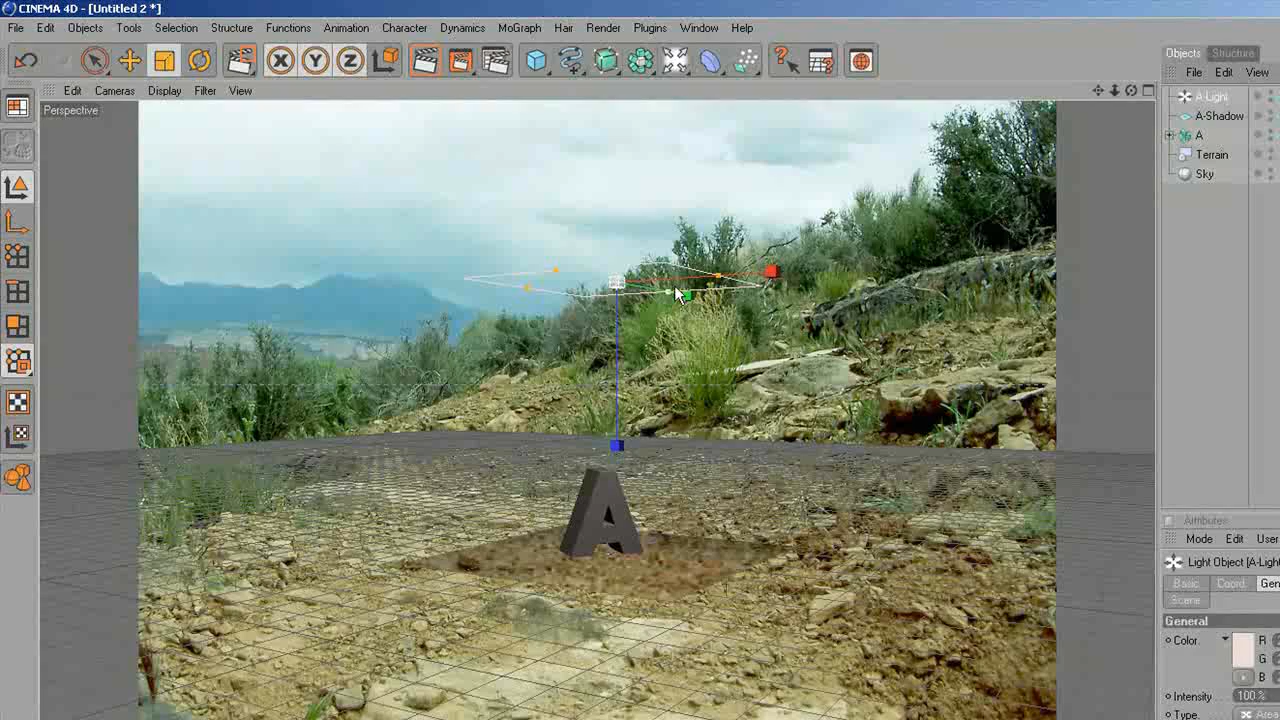 CINEMA 4D - [Untitled 2 *]
File Edit Objects Tools Selection Structure Functions Animation Character Dynamics MoGraph Hair Render Plugins Window Help
X Y Z
Objects Structure
File Edit View
Edit Cameras Display Filter View
Perspective
A-Light
A-Shadow
A
Terrain
Sky
A
Attributes
Mode Edit User
Light Object [A-Light
Basic Coord. Gen
Scene
General
Color R
G
B
Intensity 100 %
Type Area